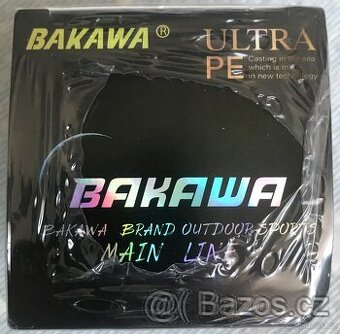 BAKAWA®
ULTRA
PE
Casting in the sea
which is made
in new technology
BAKAWA
BAKAWA BRAND OUTDOOR SPORTS
MAIN LINE
Bazos.cz